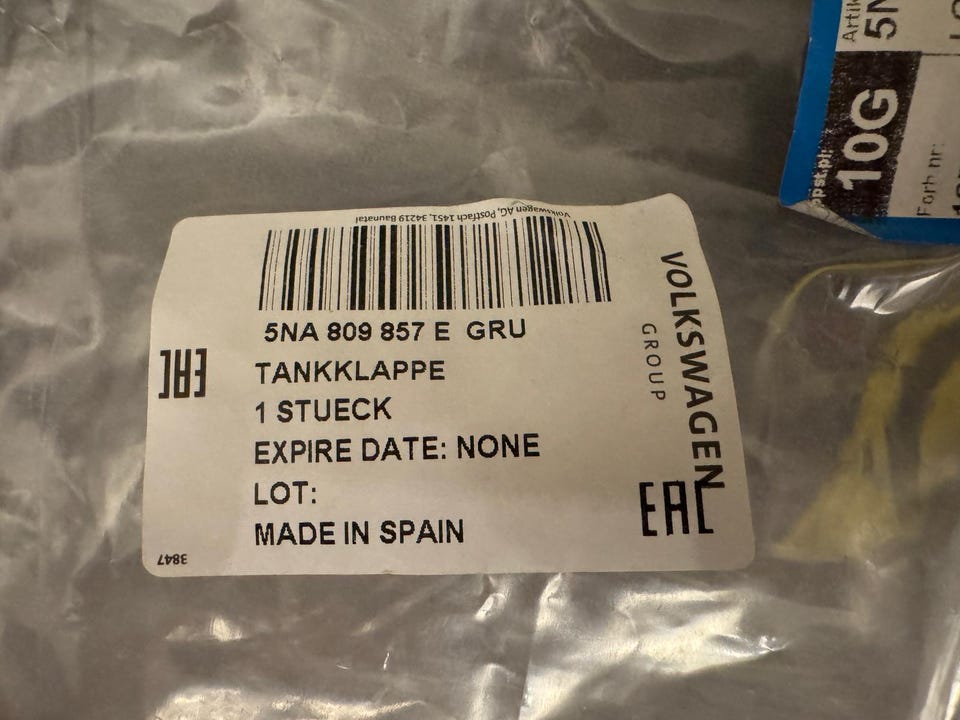 Volkswagen AG, Postfach 1451, 34219 Baunatal
5NA 809 857 E GRU
TANKKLAPPE
1 STUECK
EXPIRE DATE: NONE
LOT:
MADE IN SPAIN
EAC
3847
VOLKSWAGEN
GROUP
EAC
10G